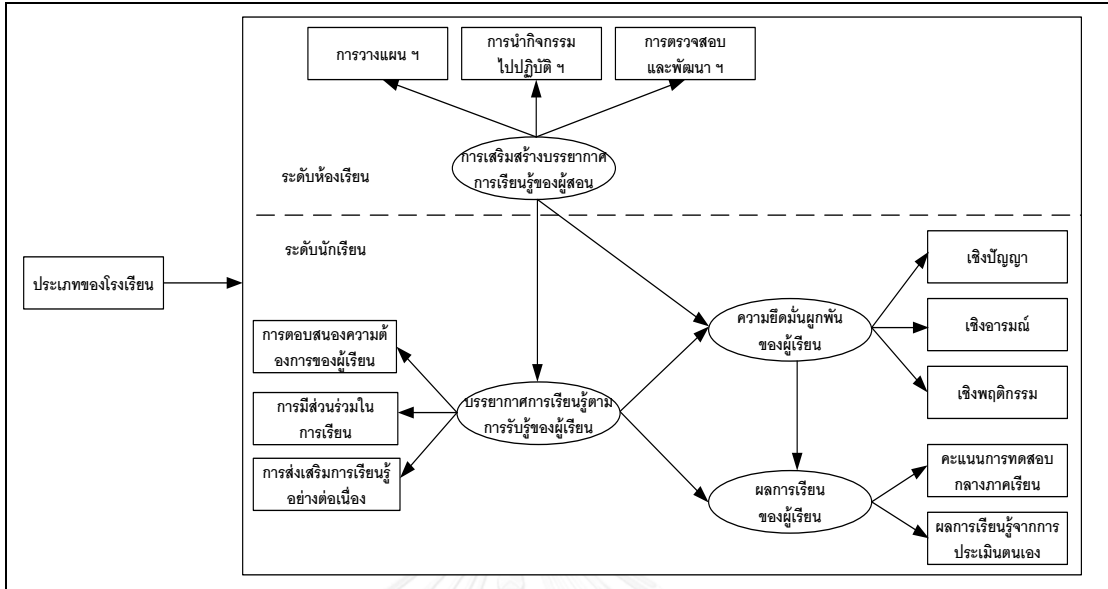 การวางแผน ฯ
การนำกิจกรรม
ไปปฏิบัติ ฯ
การตรวจสอบ
และพัฒนา ฯ
การเสริมสร้างบรรยากาศ
การเรียนรู้ของผู้สอน
ระดับห้องเรียน
ระดับนักเรียน
ประเภทของโรงเรียน
เชิงปัญญา
ความยึดมั่นผูกพัน
ของผู้เรียน
เชิงอารมณ์
เชิงพฤติกรรม
การตอบสนองความต้
องการของผู้เรียน
การมีส่วนร่วมใน
การเรียน
การส่งเสริมการเรียนรู้
อย่างต่อเนื่อง
บรรยากาศการเรียนรู้ตาม
การรับรู้ของผู้เรียน
ผลการเรียน
ของผู้เรียน
คะแนนการทดสอบ
กลางภาคเรียน
ผลการเรียนรู้จากการ
ประเมินตนเอง